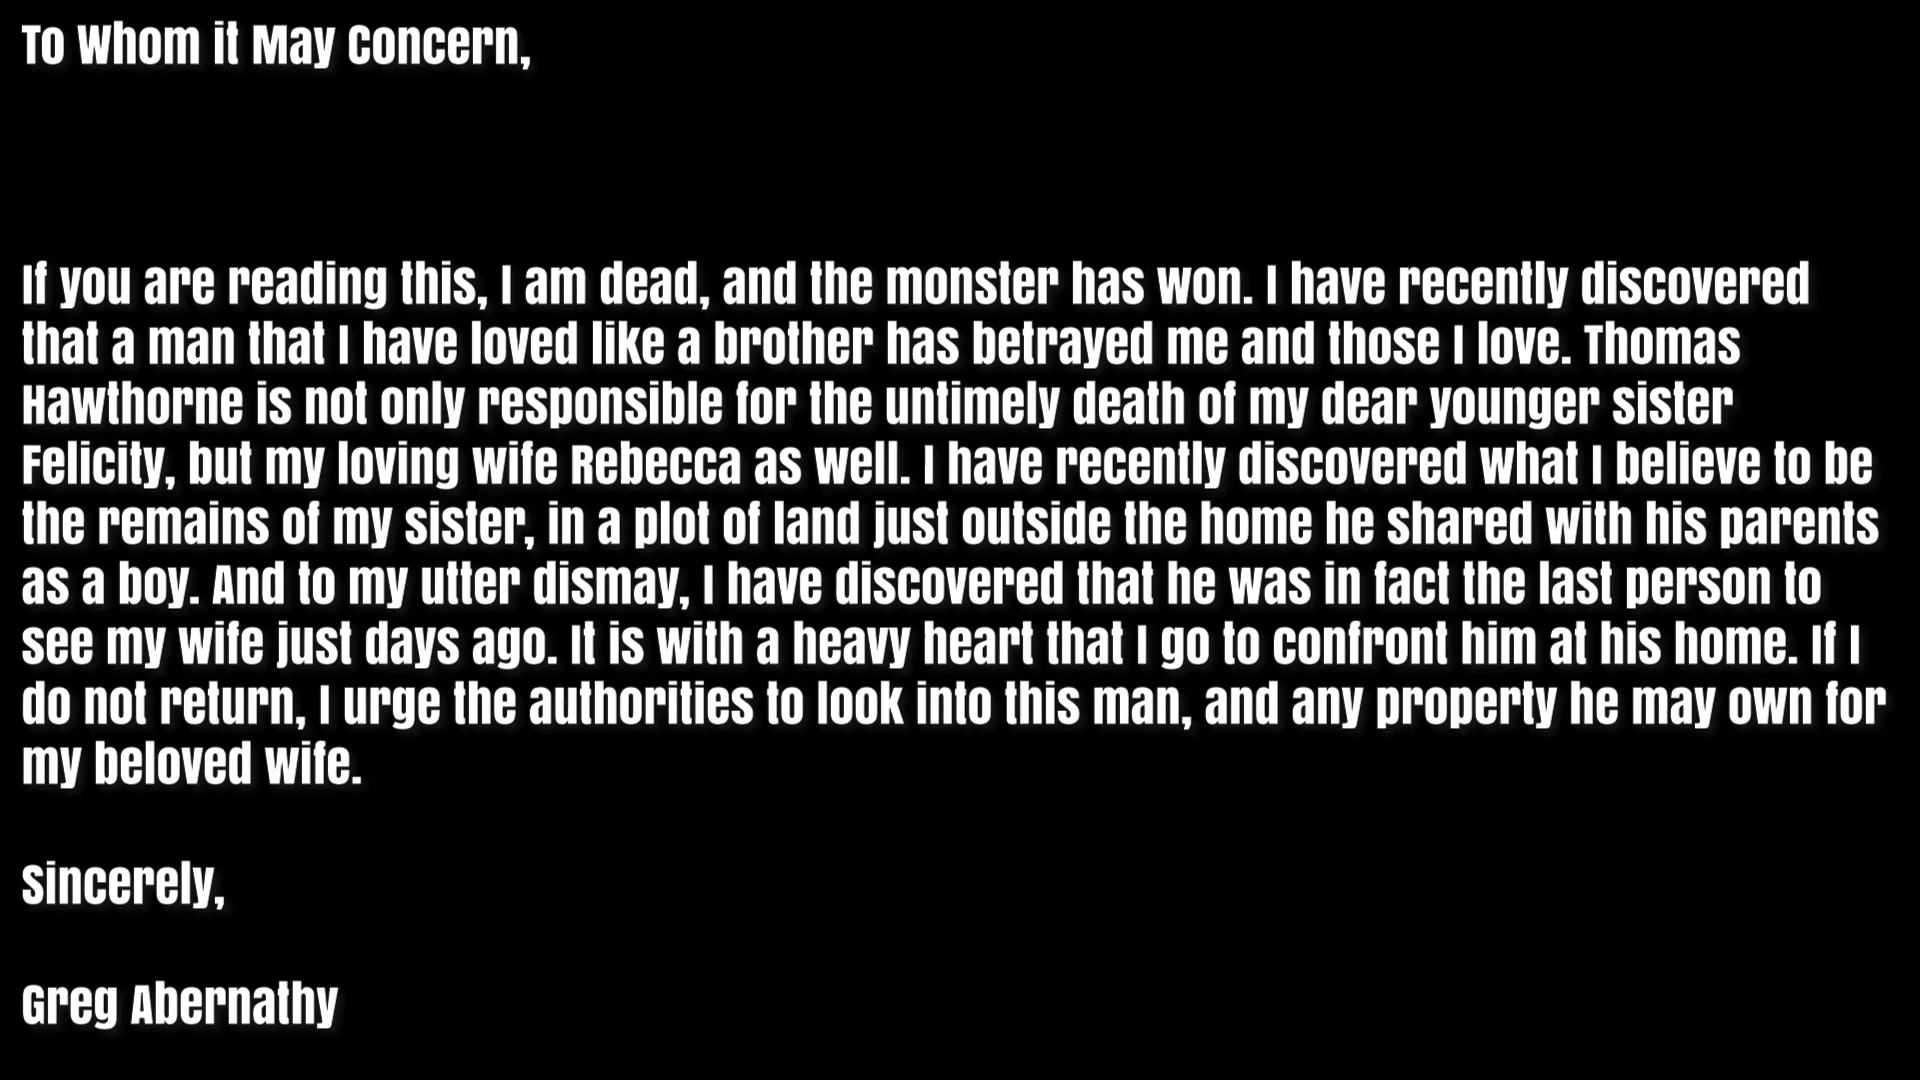 To Whom it May Concern,
If you are reading this, I am dead, and the monster has won. I have recently discovered
that a man that I have loved like a brother has betrayed me and those I love. Thomas
Hawthorne is not only responsible for the untimely death of my dear younger sister
Felicity, but my loving wife Rebecca as well. I have recently discovered what I believe to be
the remains of my sister, in a plot of land just outside the home he shared with his parents
as a boy. And to my utter dismay, I have discovered that he was in fact the last person to
see my wife just days ago. It is with a heavy heart that I go to confront him at his home. If I
do not return, I urge the authorities to look into this man, and any property he may own for
my beloved wife.
Sincerely,
Greg Abernathy